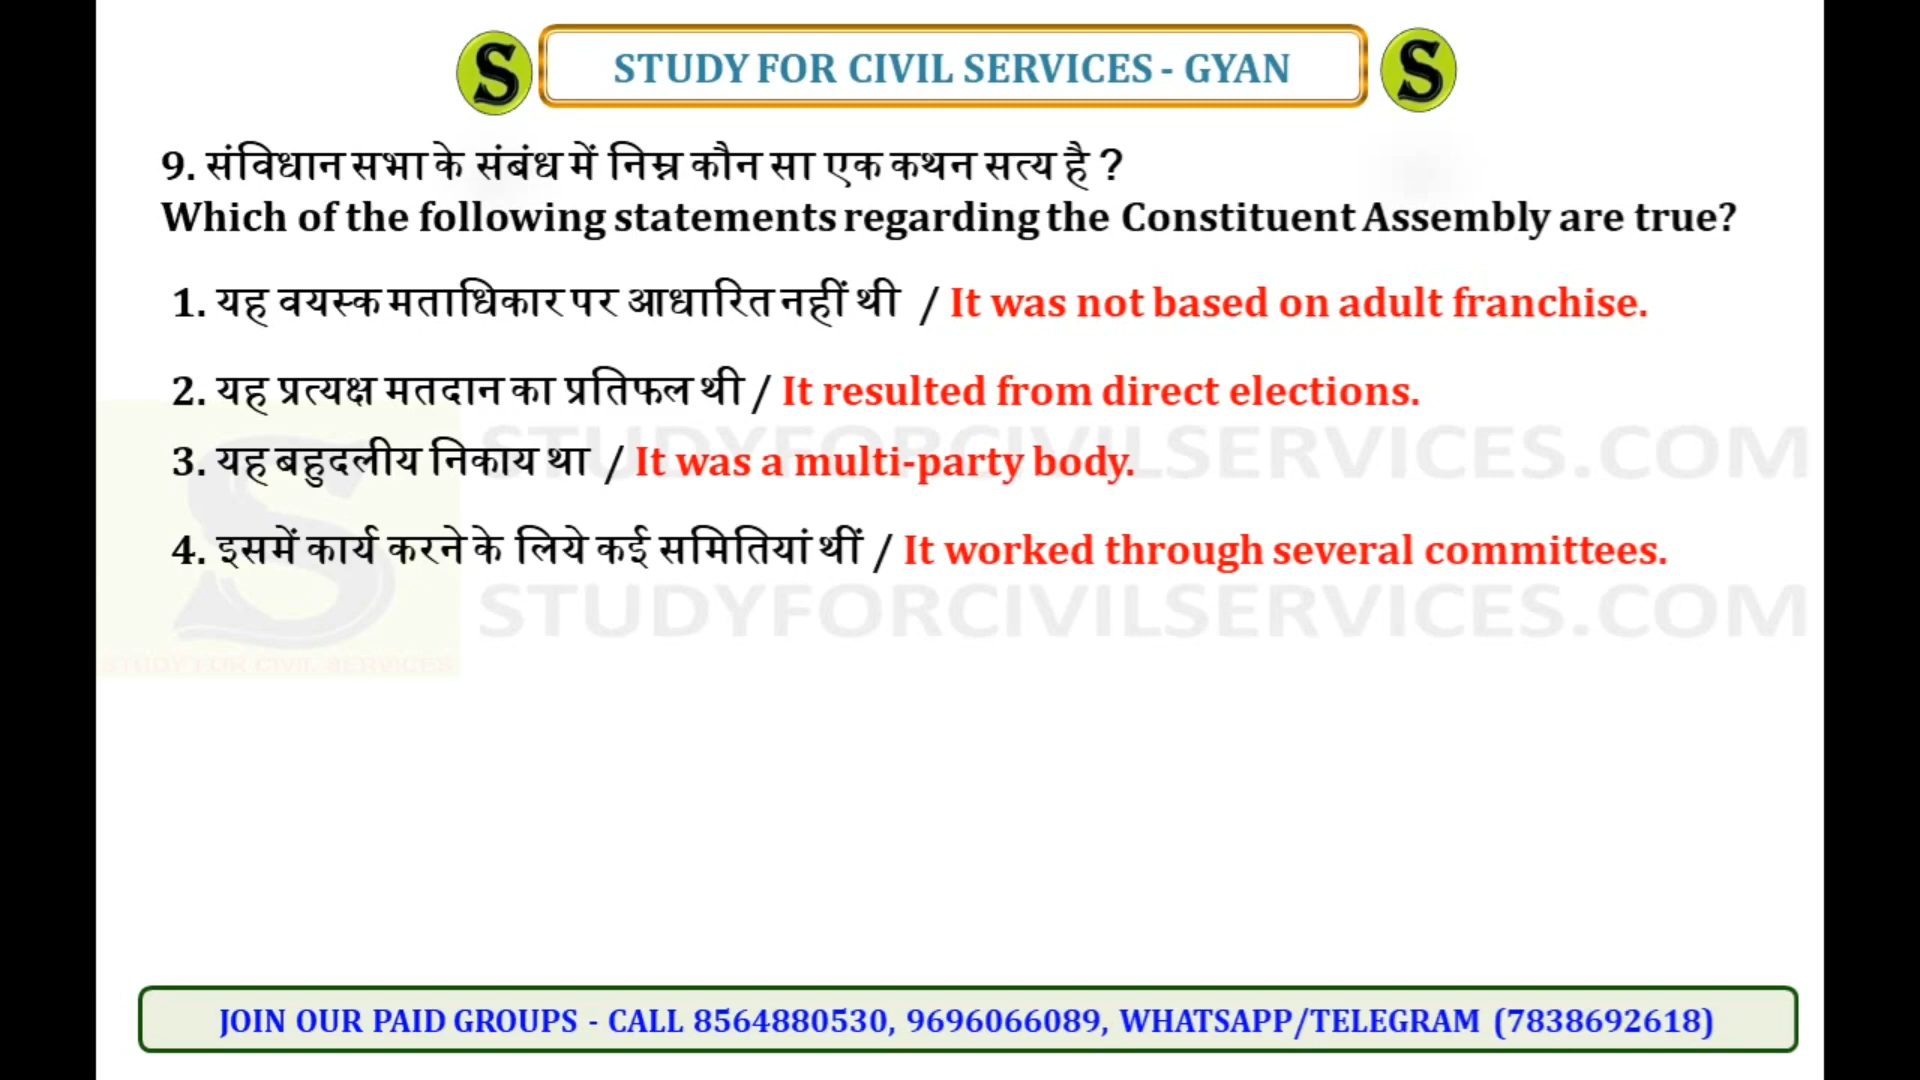 S STUDY FOR CIVIL SERVICES - GYAN S
9. संविधान सभा के संबंध में निम्न कौन सा एक कथन सत्य है ?
Which of the following statements regarding the Constituent Assembly are true?
1. यह वयस्क मताधिकार पर आधारित नहीं थी / It was not based on adult franchise.
2. यह प्रत्यक्ष मतदान का प्रतिफल थी / It resulted from direct elections.
STUDYFORCIVILSERVICES.COM
3. यह बहुदलीय निकाय था / It was a multi-party body.
4. इसमें कार्य करने के लिये कई समितियां थीं / It worked through several committees.
STUDYFORCIVILSERVICES.COM
S
STUDY FOR CIVIL SERVICES
JOIN OUR PAID GROUPS - CALL 8564880530, 9696066089, WHATSAPP/TELEGRAM (7838692618)